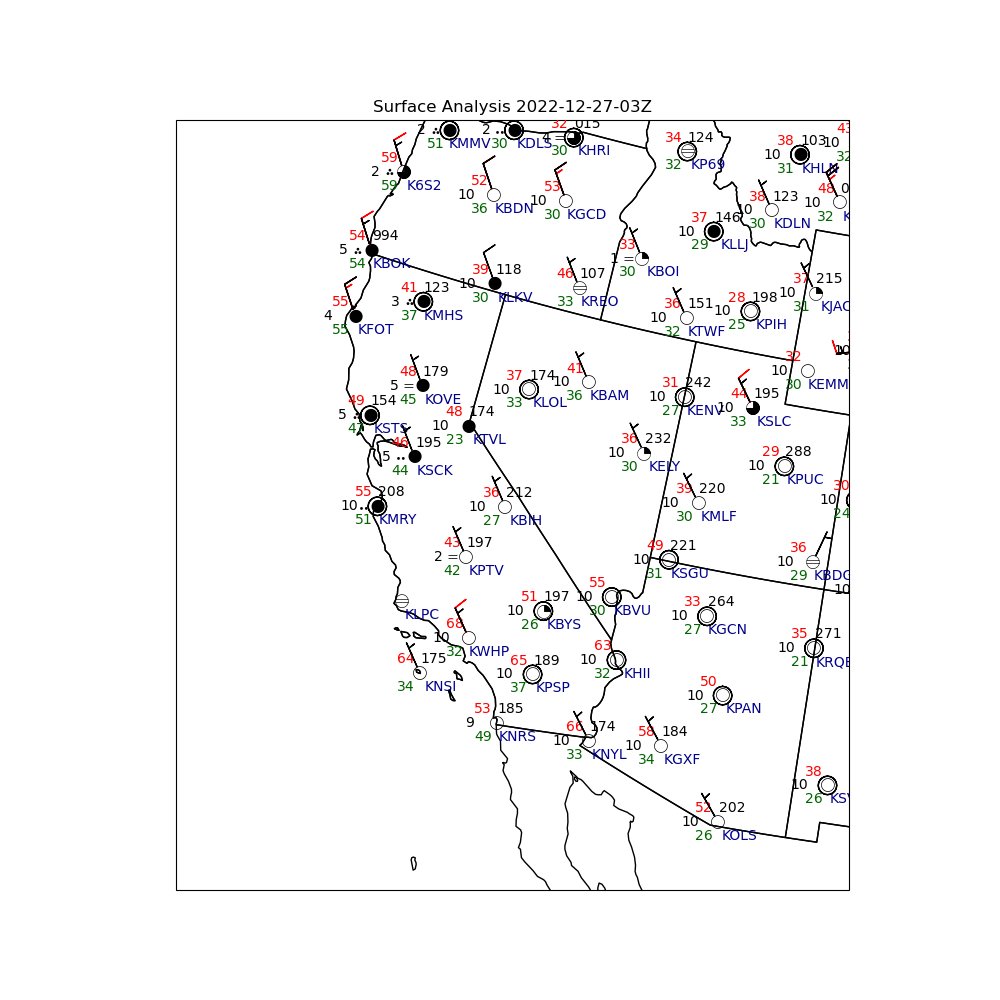 Surface Analysis 2022-12-27-03Z
2 51 KMMV
2 30 KDLS
32 015 4 = 30 KHRI
34 124 32 KP69
38 103 10 31 KHLN
43 10 32
59 2 59 K6S2
52 10 36 KBDN
53 10 30 KGCD
38 123 10 30 KDLN
48 0 10 32 K
37 146 10 29 KLLJ
54 994 5 54 KBOK
33 1 = 30 KBOI
39 118 10 30 KLKV
46 107 33 KREO
37 215 10 31 KJAC
41 123 3 37 KMHS
55 4 55 KFOT
36 151 10 32 KTWF
28 198 10 25 KPIH
10
32 10 30 KEMM
48 179 5 = 45 KOVE
37 174 10 33 KLOL
41 10 36 KBAM
31 242 10 27 KENV
44 195 10 33 KSLC
49 154 5 47 KSTS
48 174 10 23 KTVL
46 195 5 44 KSCK
36 232 10 30 KELY
29 288 10 21 KPUC
55 208 10 51 KMRY
36 212 10 27 KBIH
39 220 10 30 KMLF
30 10 24
43 197 2 = 42 KPTV
49 221 10 31 KSGU
36 10 29 KBDG
10
KLPC
51 197 10 26 KBYS
55 10 30 KBVU
33 264 10 27 KGCN
68 10 32 KWHP
35 271 10 21 KRQE
64 175 34 KNSI
65 189 10 37 KPSP
63 10 32 KHII
50 10 27 KPAN
53 185 9 49 KNRS
66 174 10 33 KNYL
58 184 10 34 KGXF
38 10 26 KSV
52 202 10 26 KOLS